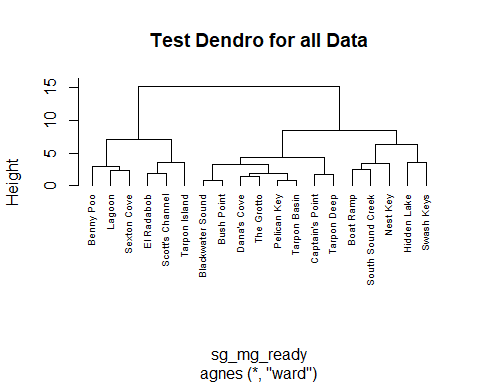 Test Dendro for all Data
Height
15
10
5
0
Benny Poo
Lagoon
Sexton Cove
El Radabob
Scott's Channel
Tarpon Island
Blackwater Sound
Bush Point
Dana's Cove
The Grotto
Pelican Key
Tarpon Basin
Captain's Point
Tarpon Deep
Boat Ramp
South Sound Creek
Nest Key
Hidden Lake
Swash Keys
sg_mg_ready
agnes (*, "ward")